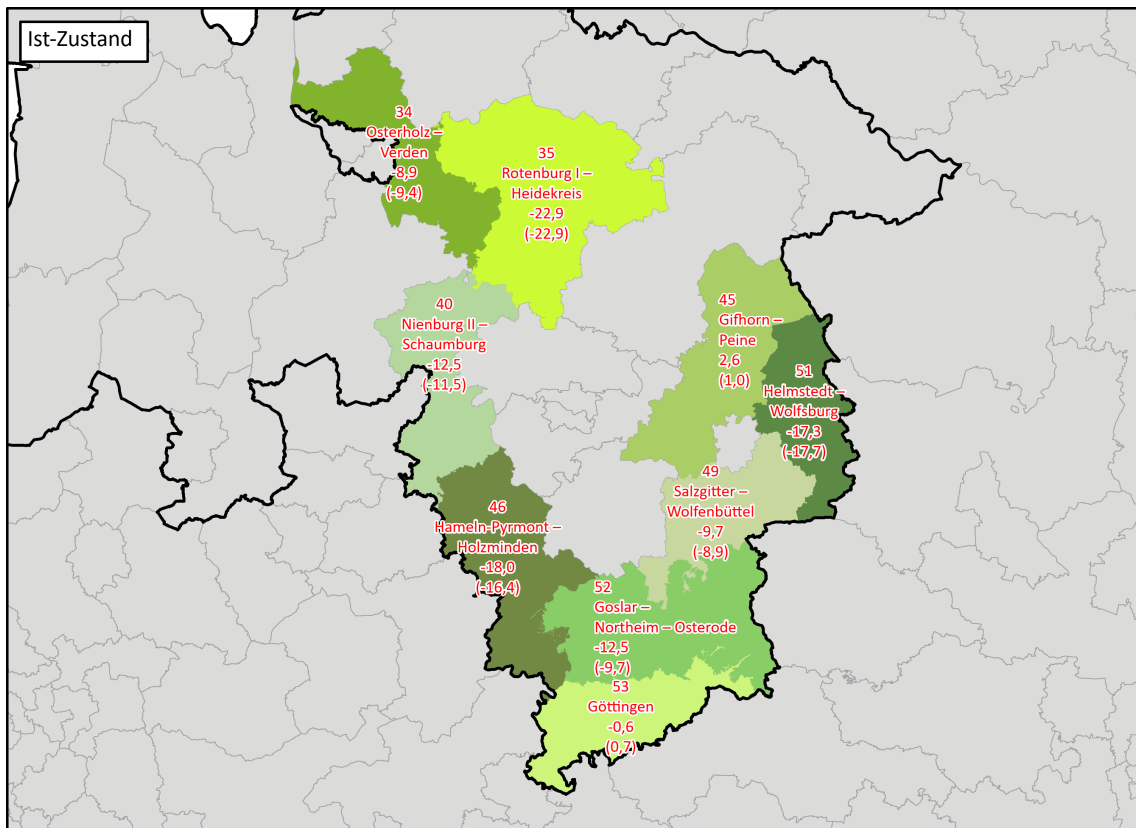 Ist-Zustand
34
Osterholz –
Verden
-8,9
(-9,4)
35
Rotenburg I –
Heidekreis
-22,9
(-22,9)
40
Nienburg II –
Schaumburg
-12,5
(-11,5)
45
Gifhorn –
Peine
2,6
(1,0)
51
Helmstedt –
Wolfsburg
-17,3
(-17,7)
49
Salzgitter –
Wolfenbüttel
-9,7
(-8,9)
46
Hameln-Pyrmont –
Holzminden
-18,0
(-16,4)
52
Goslar –
Northeim – Osterode
-12,5
(-9,7)
53
Göttingen
-0,6
(0,7)